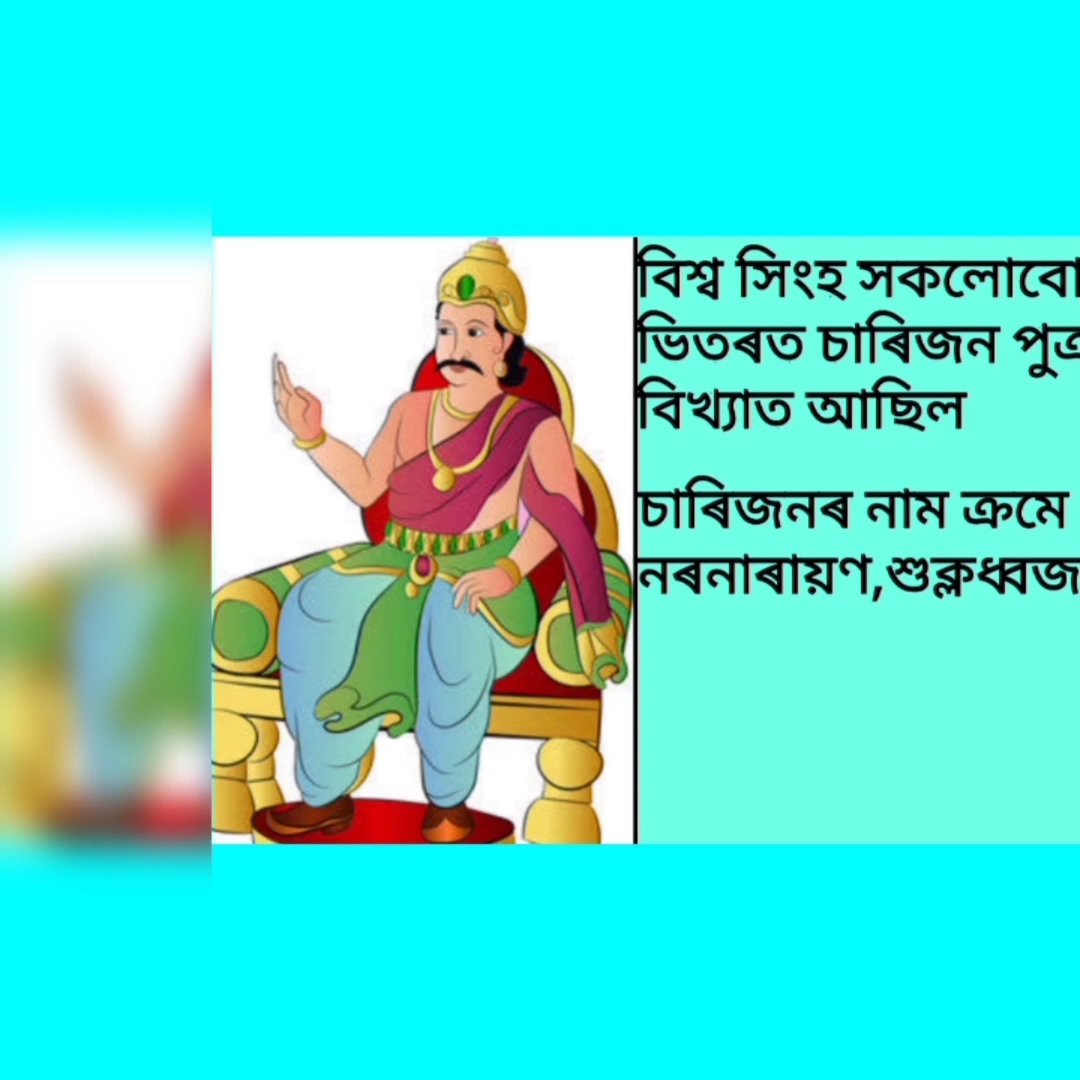 বিশ্ব সিংহ সকলোবো
ভিতৰত চাৰিজন পুত্ৰ
বিখ্যাত আছিল
চাৰিজনৰ নাম ক্ৰমে
নৰনাৰায়ণ,শুক্লধ্বজ